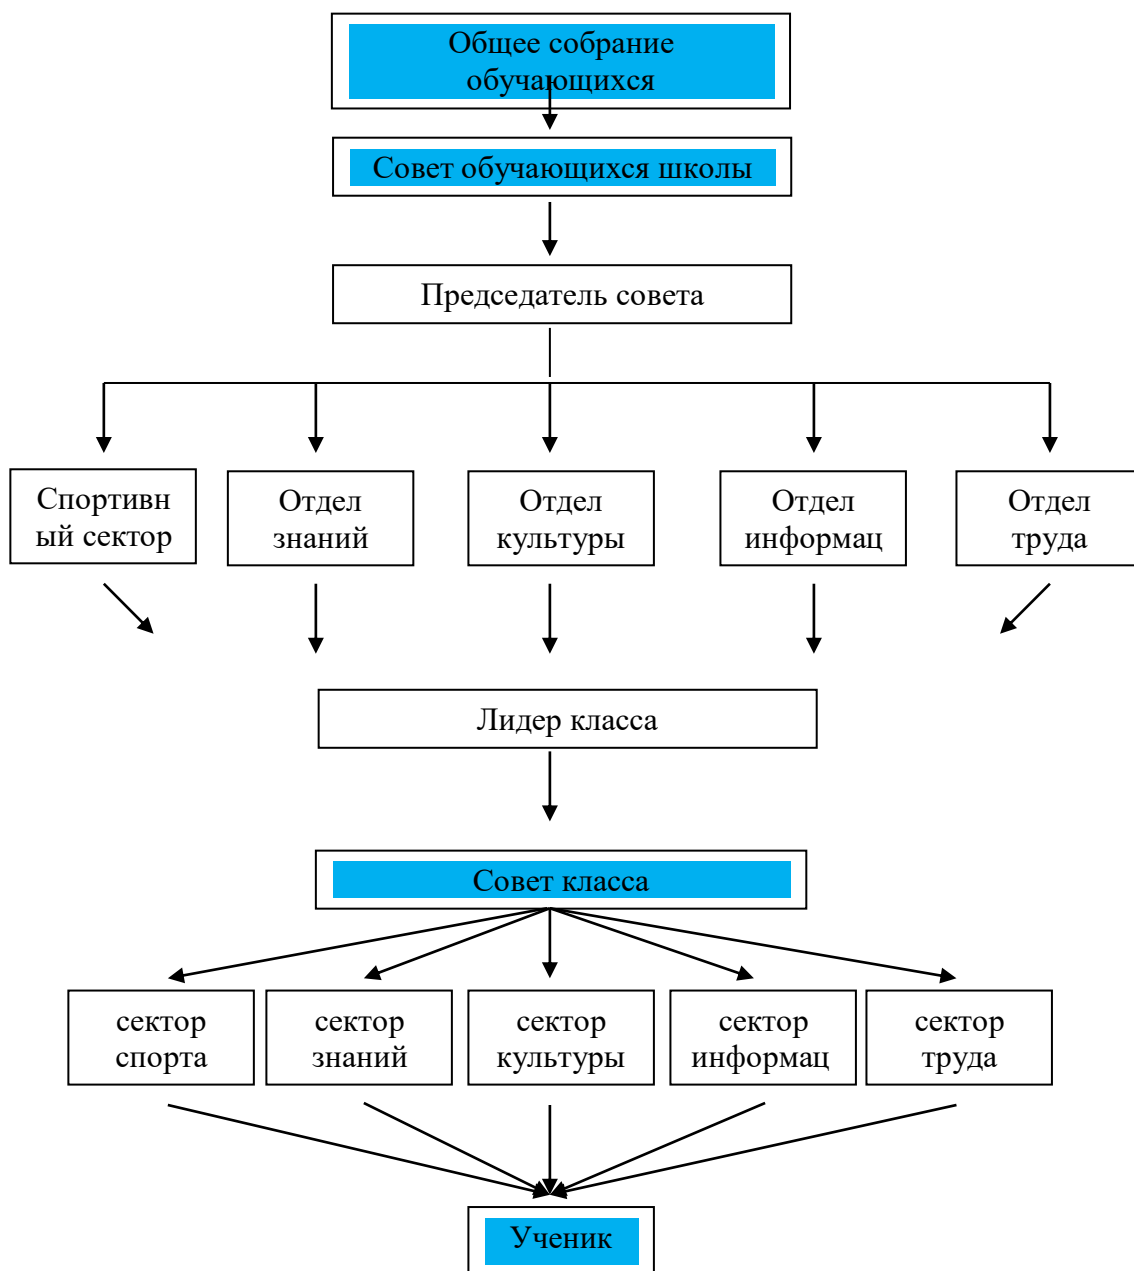 Общее собрание
обучающихся
Совет обучающихся школы
Председатель совета
Спортивн
ый сектор
Отдел
знаний
Отдел
культуры
Отдел
информац
Отдел
труда
Лидер класса
Совет класса
сектор
спорта
сектор
знаний
сектор
культуры
сектор
информац
сектор
труда
Ученик